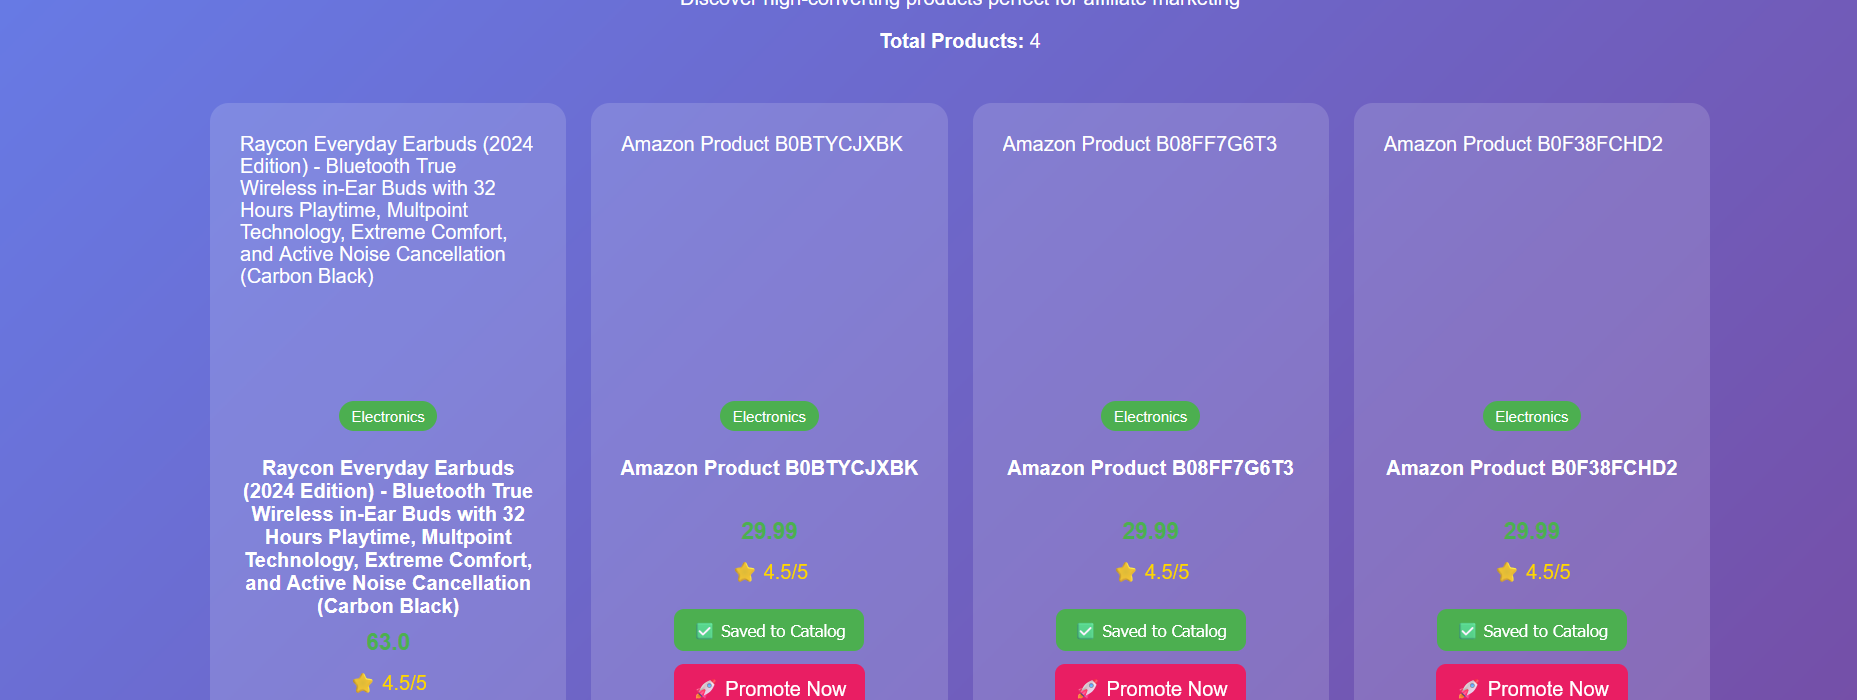 Discover high-converting products perfect for affiliate marketing
Total Products: 4
Raycon Everyday Earbuds (2024
Edition) - Bluetooth True
Wireless in-Ear Buds with 32
Hours Playtime, Multpoint
Technology, Extreme Comfort,
and Active Noise Cancellation
(Carbon Black)
Electronics
Raycon Everyday Earbuds
(2024 Edition) - Bluetooth True
Wireless in-Ear Buds with 32
Hours Playtime, Multpoint
Technology, Extreme Comfort,
and Active Noise Cancellation
(Carbon Black)
63.0
⭐ 4.5/5
Amazon Product B0BTYCJXBK
Electronics
Amazon Product B0BTYCJXBK
29.99
⭐ 4.5/5
✅ Saved to Catalog
🚀 Promote Now
Amazon Product B08FF7G6T3
Electronics
Amazon Product B08FF7G6T3
29.99
⭐ 4.5/5
✅ Saved to Catalog
🚀 Promote Now
Amazon Product B0F38FCHD2
Electronics
Amazon Product B0F38FCHD2
29.99
⭐ 4.5/5
✅ Saved to Catalog
🚀 Promote Now